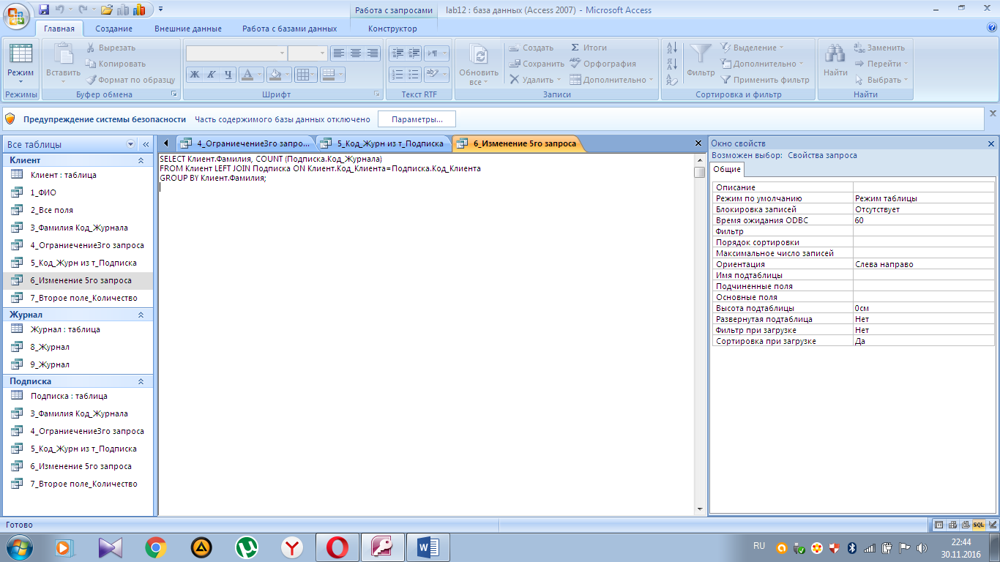 Работа с запросами
lab12 : база данных (Access 2007) - Microsoft Access
Главная
Создание
Внешние данные
Работа с базами данных
Конструктор
Режим
Режимы
Вставить
Вырезать
Копировать
Формат по образцу
Буфер обмена
Ж К Ч
Шрифт
Текст RTF
Обновить все
Создать
Сохранить
Удалить
Итоги
Орфография
Дополнительно
Записи
Фильтр
Выделение
Дополнительно
Применить фильтр
Сортировка и фильтр
Найти
Заменить
Перейти
Выбрать
Найти
Предупреждение системы безопасности
Часть содержимого базы данных отключено
Параметры...
Все таблицы
Клиент
Клиент : таблица
1_ФИО
2_Все поля
3_Фамилия Код_Журнала
4_Ограниечение3го запроса
5_Код_Журн из т_Подписка
6_Изменение 5го запроса
7_Второе поле_Количество
Журнал
Журнал : таблица
8_Журнал
9_Журнал
Подписка
Подписка : таблица
3_Фамилия Код_Журнала
4_Ограниечение3го запроса
5_Код_Журн из т_Подписка
6_Изменение 5го запроса
7_Второе поле_Количество
4_Ограниечение3го запро...
5_Код_Журн из т_Подписка
6_Изменение 5го запроса
SELECT Клиент.Фамилия, COUNT (Подписка.Код_Журнала)
FROM Клиент LEFT JOIN Подписка ON Клиент.Код_Клиента=Подписка.Код_Клиента
GROUP BY Клиент.Фамилия;
Окно свойств
Возможен выбор: Свойства запроса
Общие
Описание
Режим по умолчанию Режим таблицы
Блокировка записей Отсутствует
Время ожидания ODBC 60
Фильтр
Порядок сортировки
Максимальное число записей
Ориентация Слева направо
Имя подтаблицы
Подчиненные поля
Основные поля
Высота подтаблицы 0см
Развернутая подтаблица Нет
Фильтр при загрузке Нет
Сортировка при загрузке Да
Готово
SQL
RU
22:44
30.11.2016